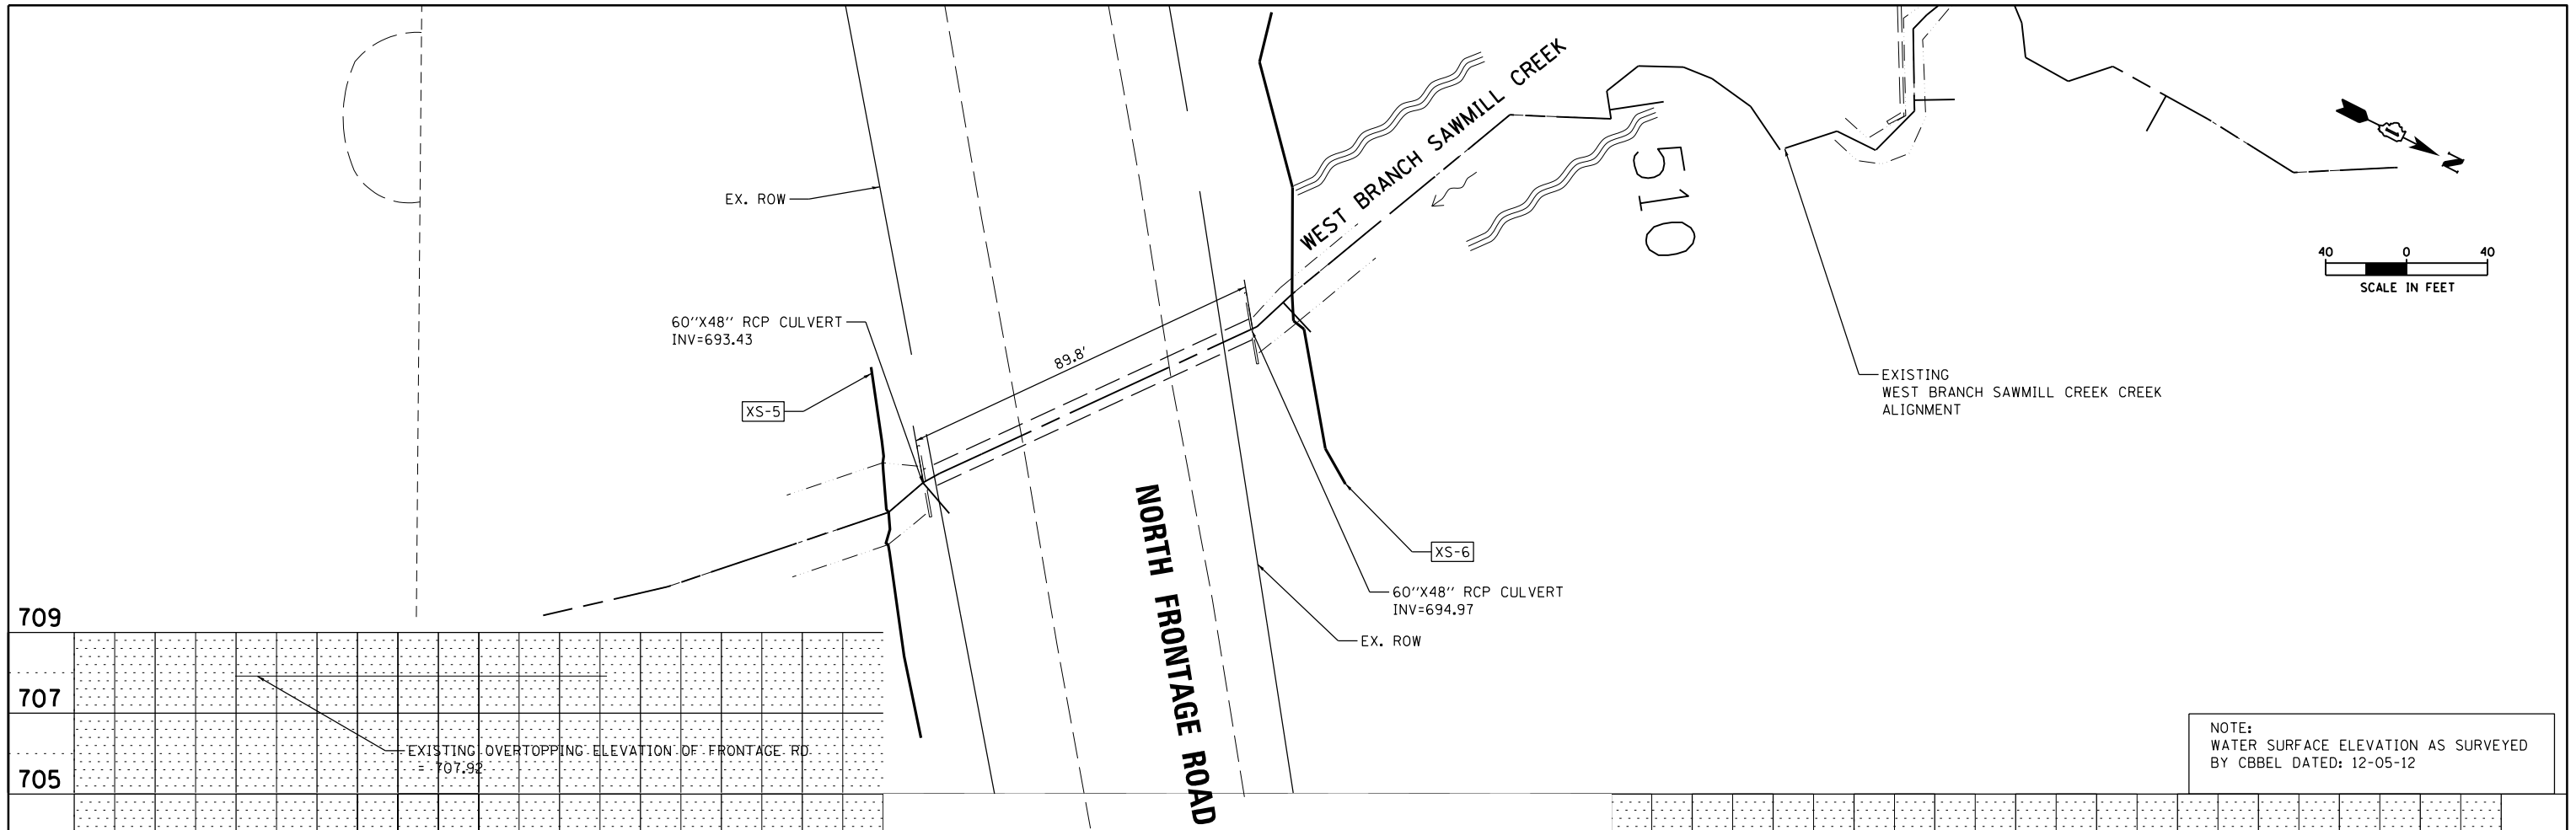 WEST BRANCH SAWMILL CREEK
510
N
EX. ROW
40 0 40
SCALE IN FEET
60''X48'' RCP CULVERT
INV=693.43
89.8'
XS-5
EXISTING
WEST BRANCH SAWMILL CREEK CREEK
ALIGNMENT
NORTH FRONTAGE ROAD
XS-6
60''X48'' RCP CULVERT
INV=694.97
EX. ROW
709
707
705
EXISTING OVERTOPPING ELEVATION OF FRONTAGE RD
= 707.92
NOTE:
WATER SURFACE ELEVATION AS SURVEYED
BY CBBEL DATED: 12-05-12